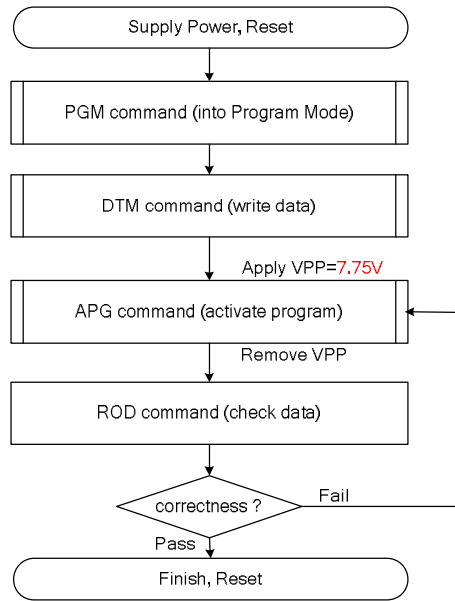 Supply Power, Reset
PGM command (into Program Mode)
DTM command (write data)
Apply VPP=7.75V
APG command (activate program)
Remove VPP
ROD command (check data)
correctness ?
Fail
Pass
Finish, Reset